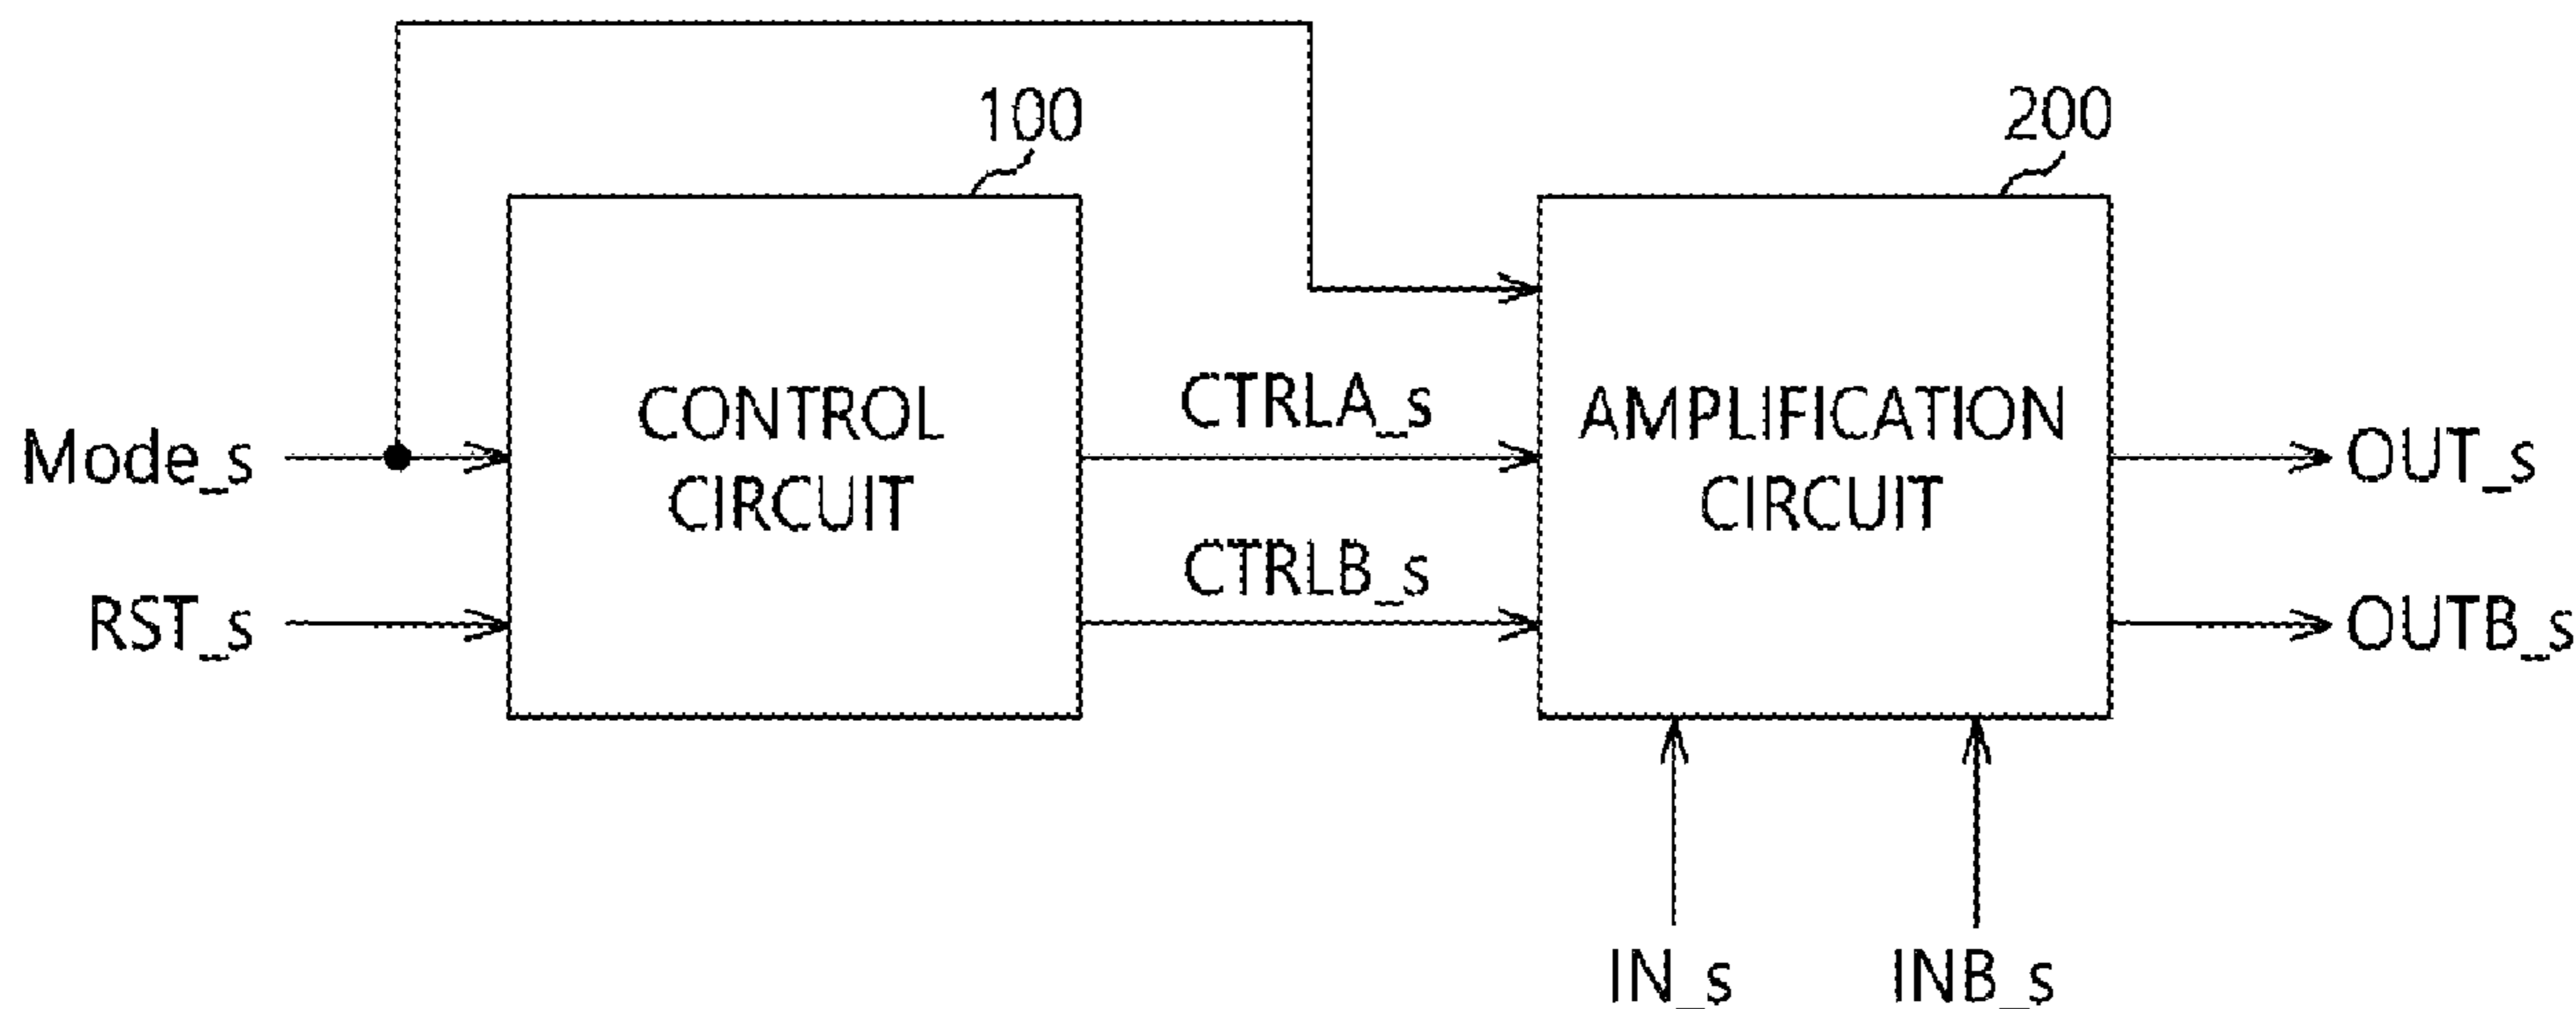 100
200
CONTROL
CIRCUIT
AMPLIFICATION
CIRCUIT
Mode_s
RST_s
CTRLA_s
CTRLB_s
OUT_s
OUTB_s
IN_s
INB_s